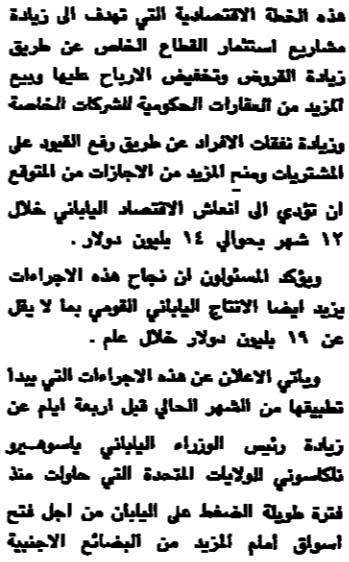 هذه الخطة الاقتصادية التي تهدف الى زيادة
مشاريع استثمار القطاع الخاص عن طريق
زيادة القروض وتخفيض الارباح عليها وبيع
المزيد من العقارات الحكومية للشركات الخاصة
وزيادة نفقات الافراد عن طريق رفع القيود على
المشتريات ومنح المزيد من الاجازات من المتوقع
ان تؤدي الى انعاش الاقتصاد الياباني خلال
١٢ شهر بحوالي ١٤ بليون دولار .
ويؤكد المسئولون ان نجاح هذه الاجراءات
يزيد ايضا الانتاج الياباني القومي بما لا يقل
عن ١٩ بليون دولار خلال عام .
وياتي الاعلان عن هذه الاجراءات التي يبدأ
تطبيقها من الشهر الحالي قبل اربعة ايام عن
زيادة رئيس الوزراء الياباني ياسوهيرو
ناكاسوني للولايات المتحدة التي حاولت منذ
فترة طويلة الضغط على اليابان من اجل فتح
اسواق أمام المزيد من البضائع الاجنبية